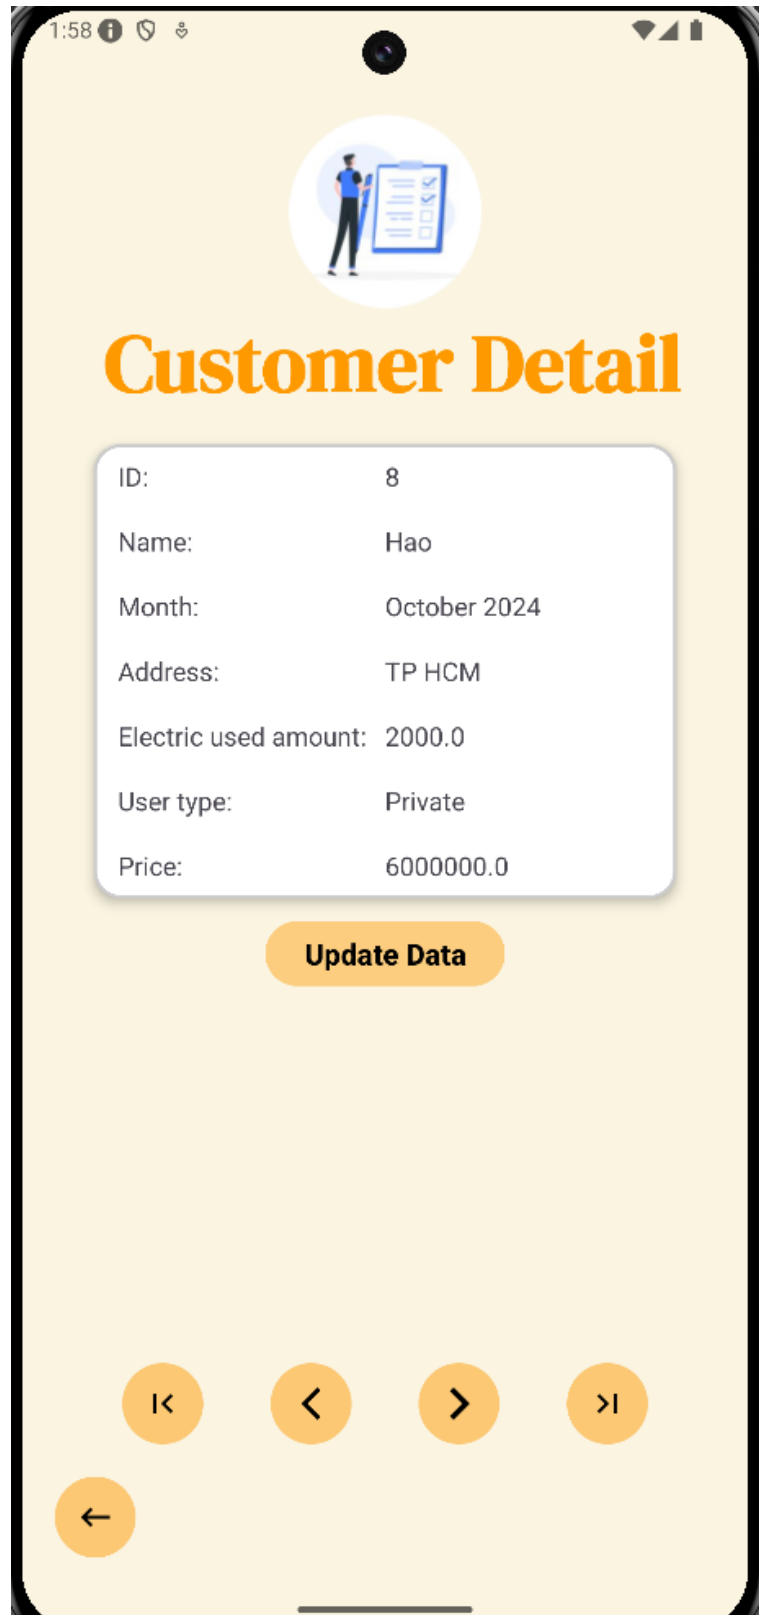 1:58
Customer Detail
ID: 8
Name: Hao
Month: October 2024
Address: TP HCM
Electric used amount: 2000.0
User type: Private
Price: 6000000.0
Update Data